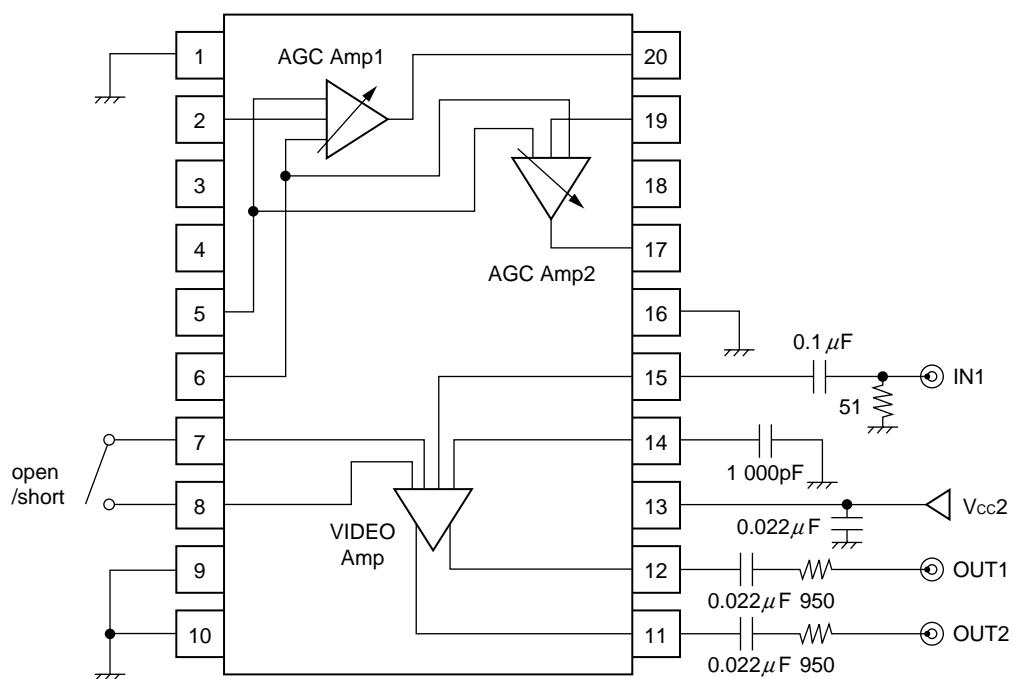 AGC Amp1
1
20
2
19
3
18
4
17
AGC Amp2
5
16
0.1 μF
6
15
IN1
51
7
14
open
/short
1 000pF
8
13
Vcc2
VIDEO
Amp
0.022μF
9
12
OUT1
0.022μF 950
10
11
OUT2
0.022μF 950